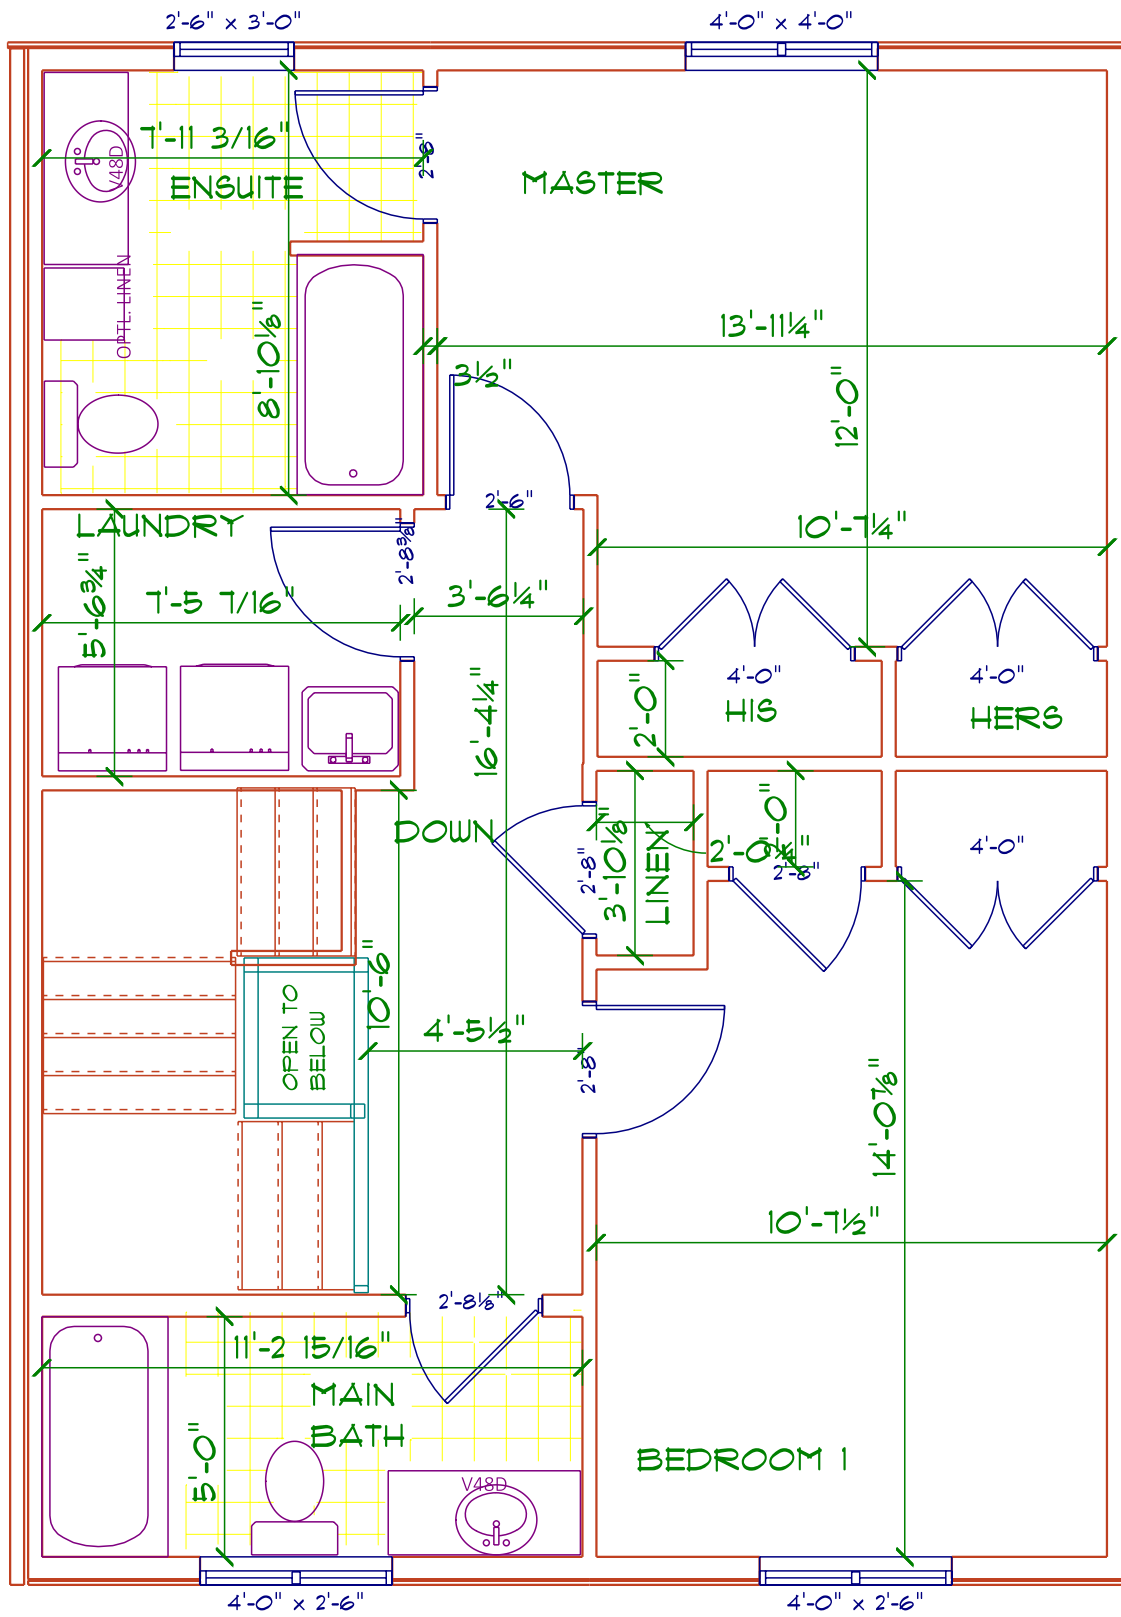 2'-6" x 3'-0"
4'-0" x 4'-0"
7'-11 3/16"
2'-8"
V48D
ENSUITE
MASTER
OPTL. LINEN
8'-10⅛"
13'-11¼"
3½"
12'-0"
2'-6"
LAUNDRY
2'-8⅜"
10'-7¼"
5'-6¾"
7'-5 7/16"
3'-6¼"
4'-0"
4'-0"
2'-0"
HIS
HERS
16'-4¼"
DOWN
2'-8"
3'-10⅛"
LINEN
2'-0¼"
2'-0"
4'-0"
10'-6"
OPEN TO
BELOW
4'-5½"
2'-8"
14'-0⅞"
10'-7½"
2'-8⅛"
11'-2 15/16"
MAIN
BATH
5'-0"
BEDROOM 1
V48D
4'-0" x 2'-6"
4'-0" x 2'-6"